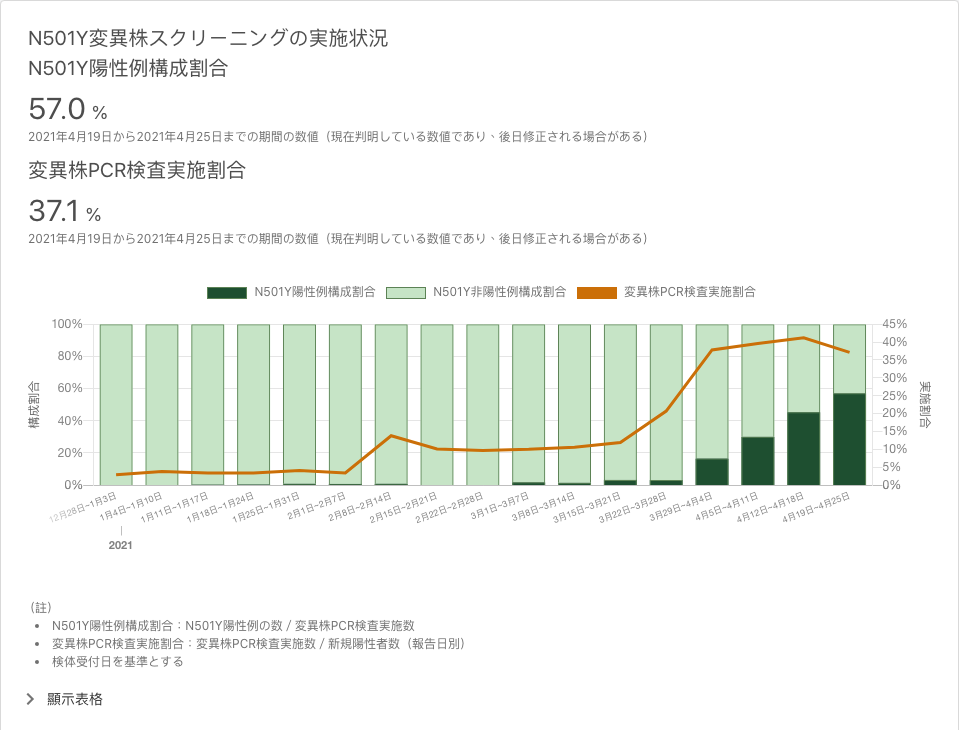 N501Y変異株スクリーニングの実施状況
N501Y陽性例構成割合
57.0 %
2021年4月19日から2021年4月25日までの期間の数値（現在判明している数値であり、後日修正される場合がある）
変異株PCR検査実施割合
37.1 %
2021年4月19日から2021年4月25日までの期間の数値（現在判明している数値であり、後日修正される場合がある）
N501Y陽性例構成割合 N501Y非陽性例構成割合 変異株PCR検査実施割合
構成割合
100%
80%
60%
40%
20%
0%
45%
40%
35%
30%
25%
20%
15%
10%
5%
0%
実施割合
12月28日~1月3日
1月4日~1月10日
1月11日~1月17日
1月18日~1月24日
1月25日~1月31日
2月1日~2月7日
2月8日~2月14日
2月15日~2月21日
2月22日~2月28日
3月1日~3月7日
3月8日~3月14日
3月15日~3月21日
3月22日~3月28日
3月29日~4月4日
4月5日~4月11日
4月12日~4月18日
4月19日~4月25日
2021
（註）
• N501Y陽性例構成割合：N501Y陽性例の数 / 変異株PCR検査実施数
• 変異株PCR検査実施割合：変異株PCR検査実施数 / 新規陽性者数（報告日別）
• 検体受付日を基準とする
顯示表格